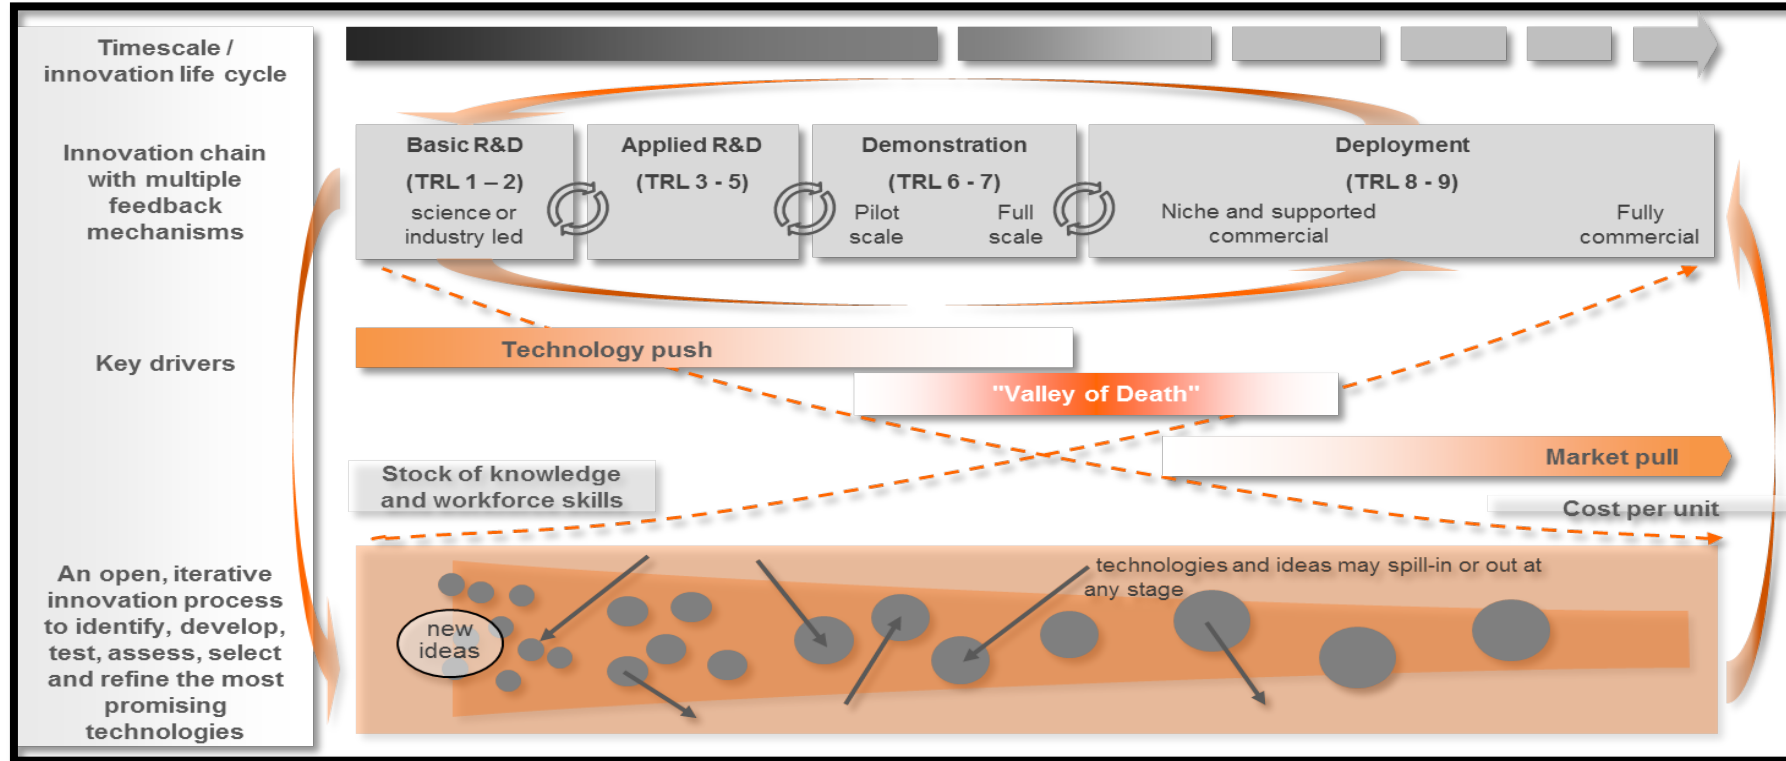 Timescale /
innovation life cycle
Innovation chain
with multiple
feedback
mechanisms
Basic R&D
(TRL 1 – 2)
science or
industry led
Applied R&D
(TRL 3 - 5)
Demonstration
(TRL 6 - 7)
Pilot
scale
Full
scale
Deployment
(TRL 8 - 9)
Niche and supported
commercial
Fully
commercial
Key drivers
Technology push
"Valley of Death"
Market pull
Stock of knowledge
and workforce skills
Cost per unit
An open, iterative
innovation process
to identify, develop,
test, assess, select
and refine the most
promising
technologies
new
ideas
technologies and ideas may spill-in or out at
any stage